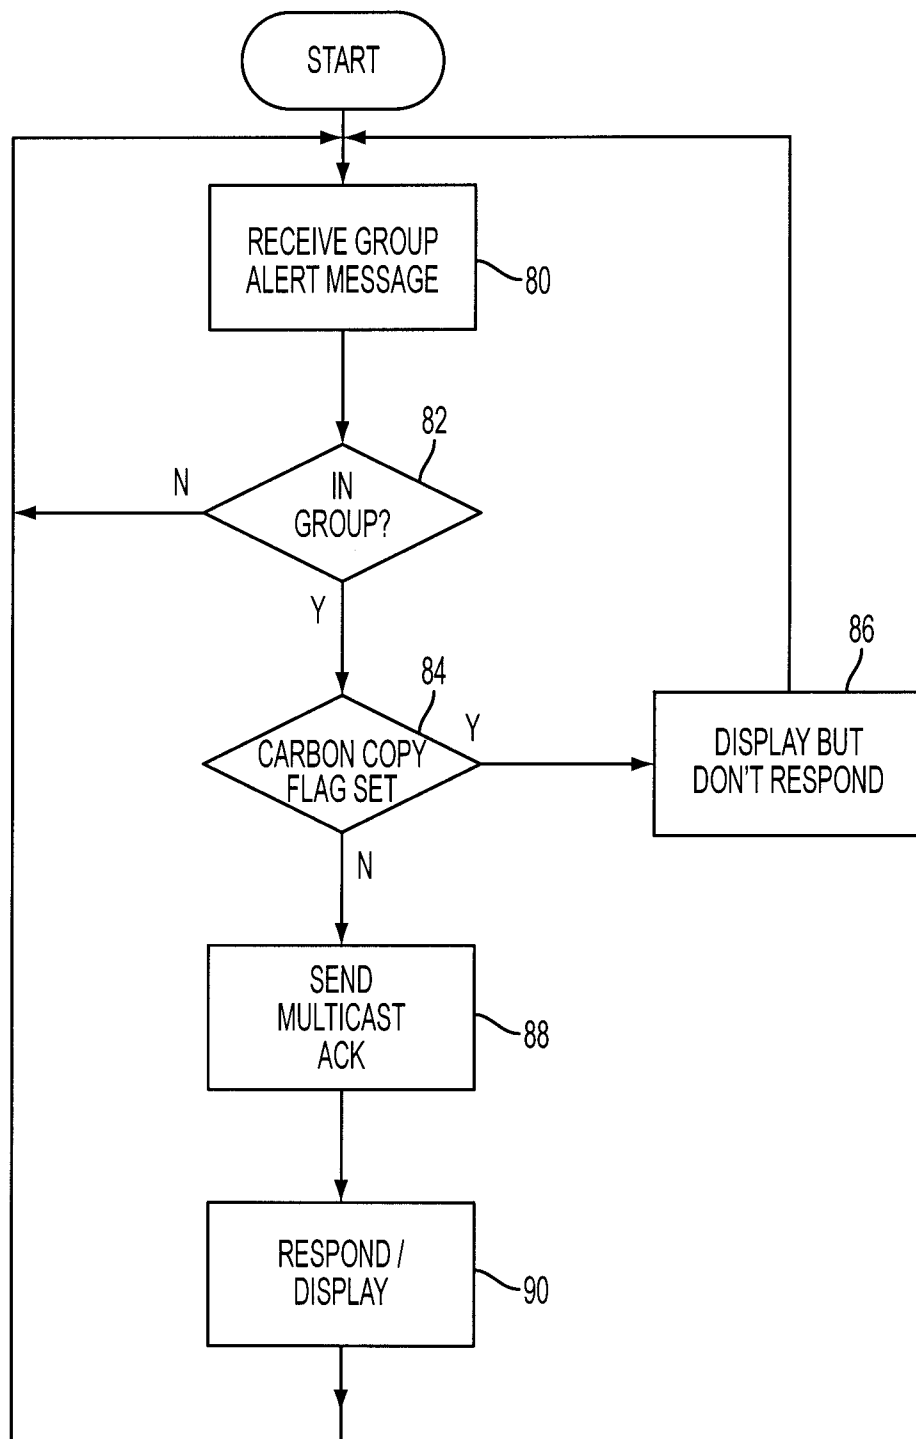 START
RECEIVE GROUP
ALERT MESSAGE
80
82
IN
GROUP?
N
Y
84
CARBON COPY
FLAG SET
Y
86
DISPLAY BUT
DON'T RESPOND
N
SEND
MULTICAST
ACK
88
RESPOND /
DISPLAY
90